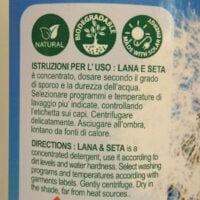 NATURAL
BIODEGRADABLE
ISTRUZIONI PER L' USO : LANA E SETA
è concentrato, dosare secondo il grado
di sporco e la durezza dell'acqua.
Selezionare programmi e temperature di
lavaggio piu' indicate, controllando
l'etichetta sui capi. Centrifugare
delicatamente. Asciugare all'ombra,
lontano da fonti di calore.
DIRECTIONS : LANA & SETA is a
concentrated detergent, use it according to
dirt levels and water hardness. Select washing
programs and temperatures according with
garments labels. Gently centrifuge. Dry in
the shade, far from heat sources.